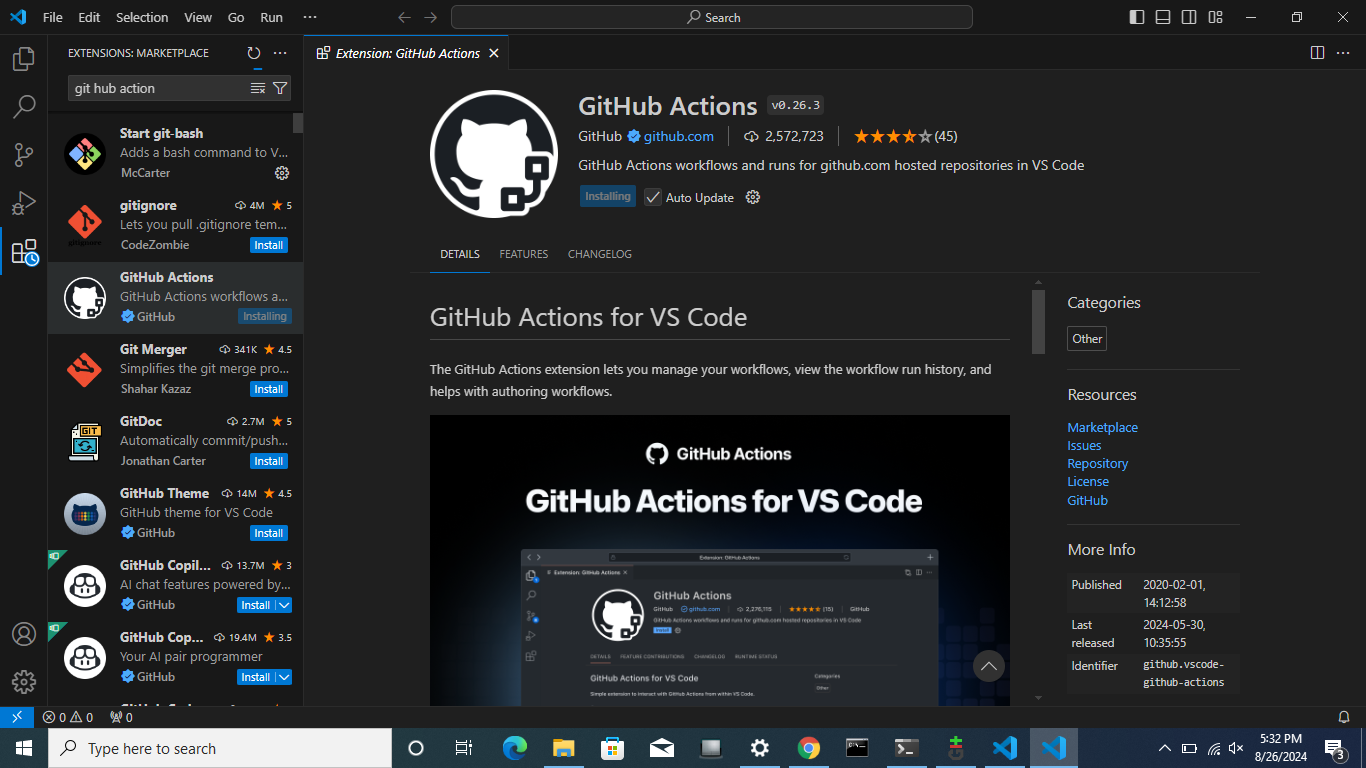 File Edit Selection View Go Run ···
Search
EXTENSIONS: MARKETPLACE
git hub action
Start git-bash
Adds a bash command to V...
McCarter
gitignore 4M 5
Lets you pull .gitignore tem...
CodeZombie Install
GitHub Actions
GitHub Actions workflows a...
GitHub Installing
Git Merger 341K 4.5
Simplifies the git merge pro...
Shahar Kazaz Install
GitDoc 2.7M 5
Automatically commit/push...
Jonathan Carter Install
GitHub Theme 14M 4.5
GitHub theme for VS Code
GitHub Install
GitHub Copil... 13.7M 3
AI chat features powered by...
GitHub Install
GitHub Cop... 19.4M 3.5
Your AI pair programmer
GitHub Install
Extension: GitHub Actions
GitHub Actions v0.26.3
GitHub github.com 2,572,723 (45)
GitHub Actions workflows and runs for github.com hosted repositories in VS Code
Installing Auto Update
DETAILS FEATURES CHANGELOG
GitHub Actions for VS Code
The GitHub Actions extension lets you manage your workflows, view the workflow run history, and
helps with authoring workflows.
GitHub Actions
GitHub Actions for VS Code
Extension: GitHub Actions
Extension: GitHub Actions
GitHub Actions
GitHub github.com 2,276,115 (15) GitHub
GitHub Actions workflows and runs for github.com hosted repositories in VS Code
Install
DETAILS FEATURE CONTRIBUTIONS CHANGELOG RUNTIME STATUS
GitHub Actions for VS Code
Simple extension to interact with GitHub Actions from within VS Code.
Categories
Other
Categories
Other
Resources
Marketplace
Issues
Repository
License
GitHub
More Info
Published 2020-02-01,
14:12:58
Last 2024-05-30,
released 10:35:55
Identifier github.vscode-
github-actions
0 0 0
Type here to search
5:32 PM
8/26/2024
3